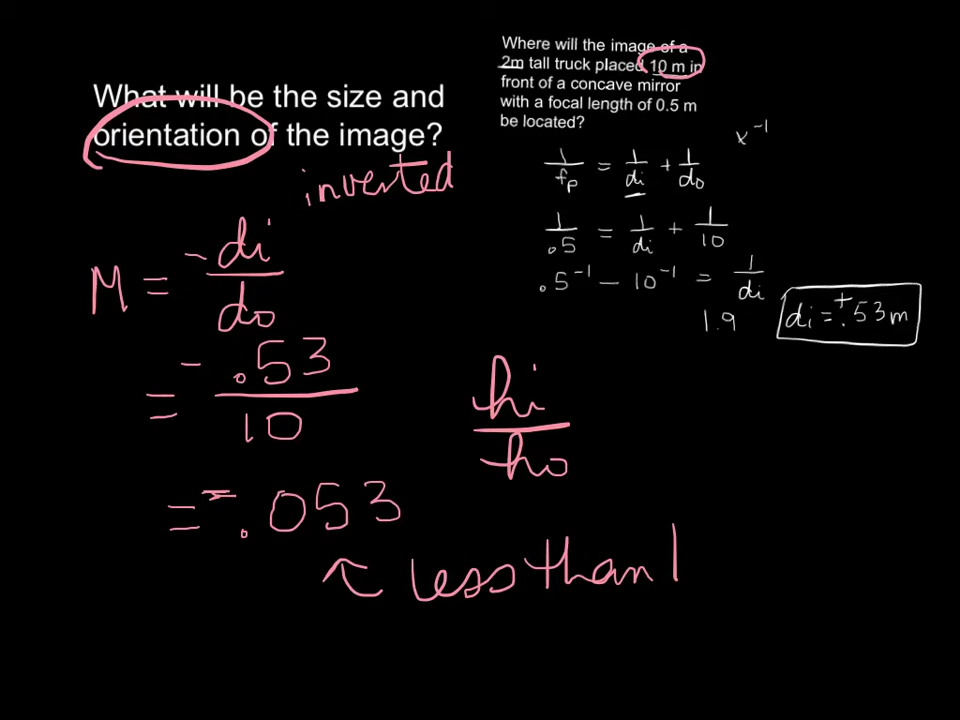 Where will the image of a
2m tall truck placed 10 m in
front of a concave mirror
with a focal length of 0.5 m
be located?
x⁻¹
1/fp = 1/di + 1/do
1/.5 = 1/di + 1/10
.5⁻¹ – 10⁻¹ = 1/di
1.9
di = +.53m
What will be the size and
orientation of the image?
inverted
M = -di/do
= - .53/10
hi/ho
= - .053
less than 1